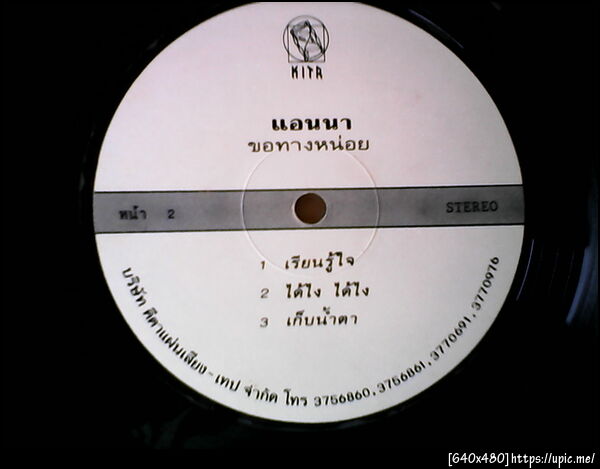 KITA
แอนนา
ขอทางหน่อย
หน้า 2
STEREO
1 เรียนรู้ใจ
2 ได้ไง ได้ไง
3 เก็บน้ำตา
บริษัท คีตาแผ่นเสียง-เทป จำกัด โทร 3756860, 3756861, 3770691, 3770976
[640x480]https://upic.me/